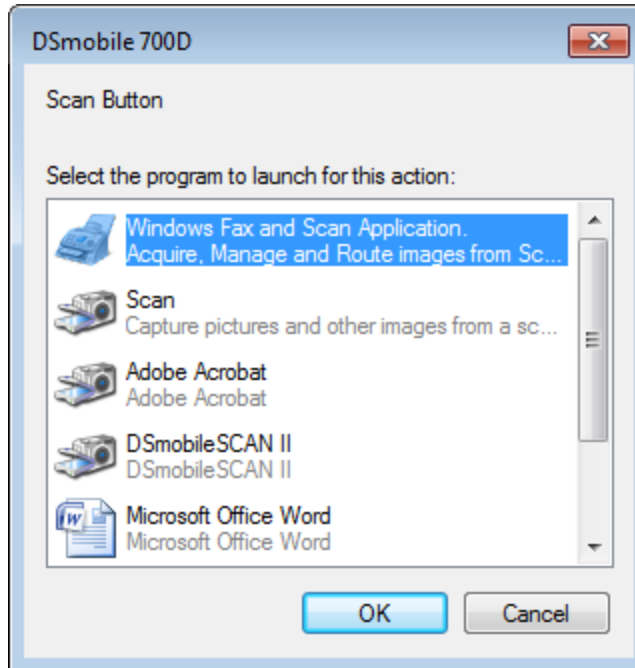 DSmobile 700D
Scan Button
Select the program to launch for this action:
Windows Fax and Scan Application.
Acquire, Manage and Route images from Sc...
Scan
Capture pictures and other images from a sc...
Adobe Acrobat
Adobe Acrobat
DSmobileSCAN II
DSmobileSCAN II
Microsoft Office Word
Microsoft Office Word
OK
Cancel